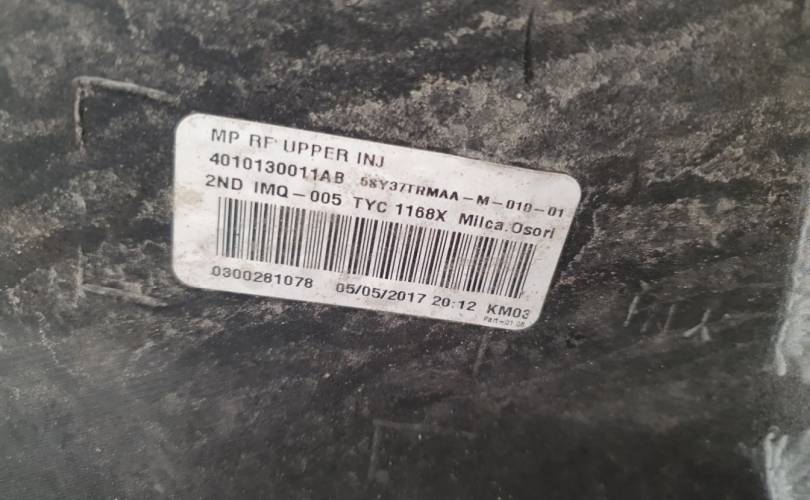 MP RF UPPER INJ
4010130011AB 58Y37TRMAA-M-010-01
2ND IMQ-005 TYC 1168X Milca.Osori
0300281078 05/05/2017 20:12 KM03